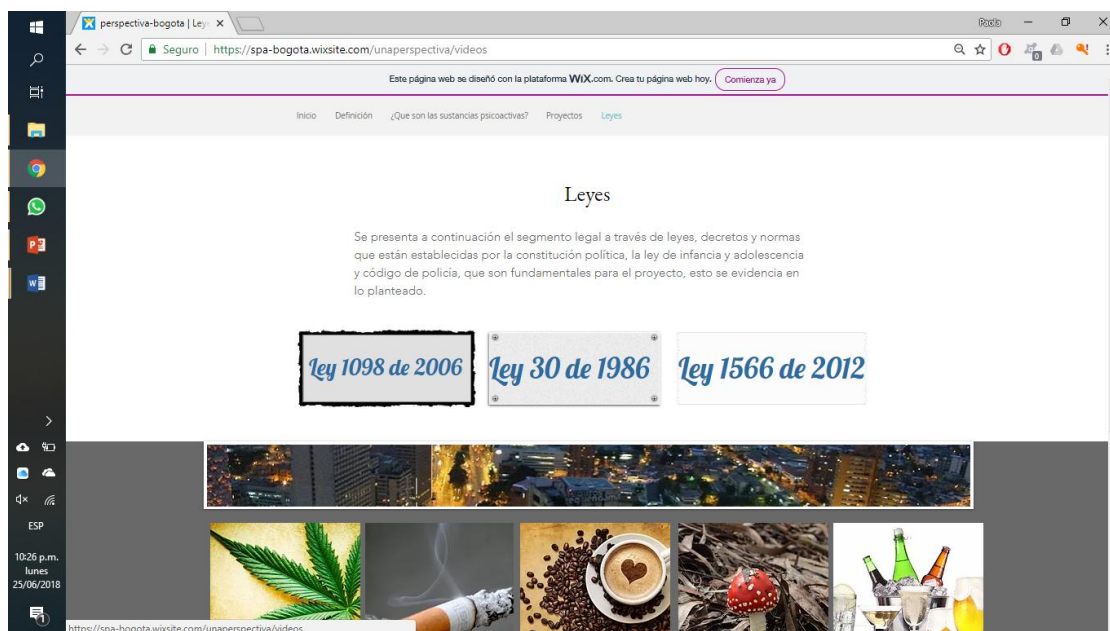 perspectiva-bogota | Ley
Paola
Seguro | https://spa-bogota.wixsite.com/unaperspectiva/videos
Este página web se diseñó con la plataforma WiX.com. Crea tu página web hoy. Comienza ya
Inicio Definición ¿Que son las sustancias psicoactivas? Proyectos Leyes
Leyes
Se presenta a continuación el segmento legal a través de leyes, decretos y normas
que están establecidas por la constitución política, la ley de infancia y adolescencia
y código de policía, que son fundamentales para el proyecto, esto se evidencia en
lo planteado.
Ley 1098 de 2006 Ley 30 de 1986 Ley 1566 de 2012
ESP
10:26 p.m.
lunes
25/06/2018
https://spa-bogota.wixsite.com/unaperspectiva/videos